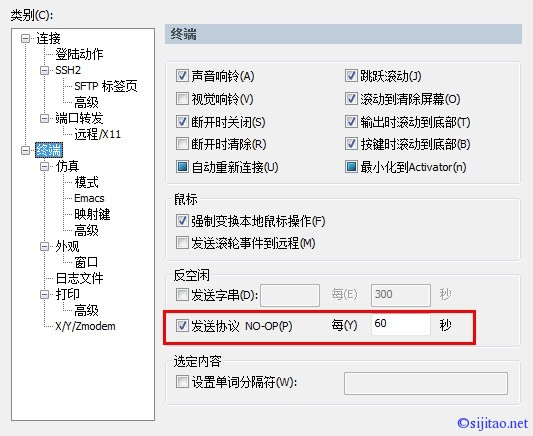 类别(C):
连接
登陆动作
SSH2
SFTP 标签页
高级
端口转发
远程/X11
终端
仿真
模式
Emacs
映射键
高级
外观
窗口
日志文件
打印
高级
X/Y/Zmodem
终端
声音响铃(A)
跳跃滚动(J)
视觉响铃(V)
滚动到清除屏幕(O)
断开时关闭(S)
输出时滚动到底部(T)
断开时清除(R)
按键时滚动到底部(B)
自动重新连接(U)
最小化到Activator(n)
鼠标
强制变换本地鼠标操作(F)
发送滚轮事件到远程(M)
反空闲
发送字串(D): 每(E) 300 秒
发送协议 NO-OP(P) 每(Y) 60 秒
选定内容
设置单词分隔符(W):
©sijitao.net